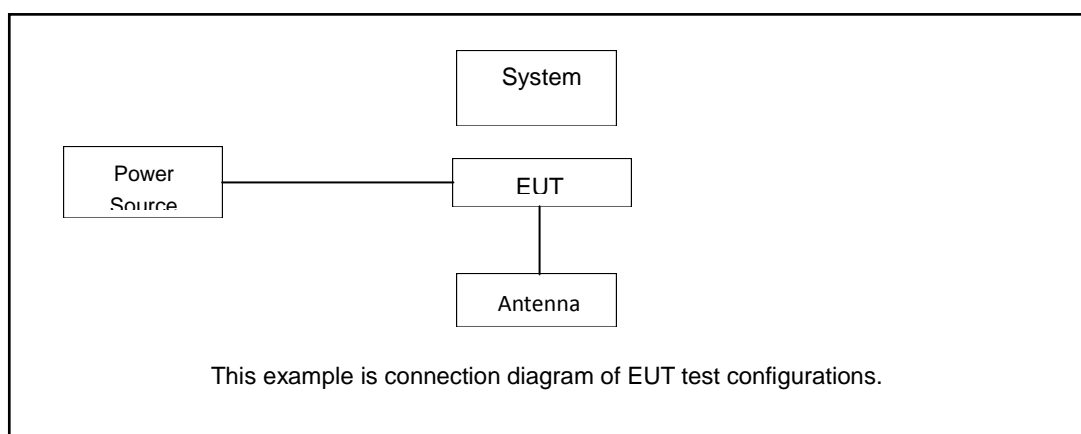 System
Power
Source
EUT
Antenna
This example is connection diagram of EUT test configurations.